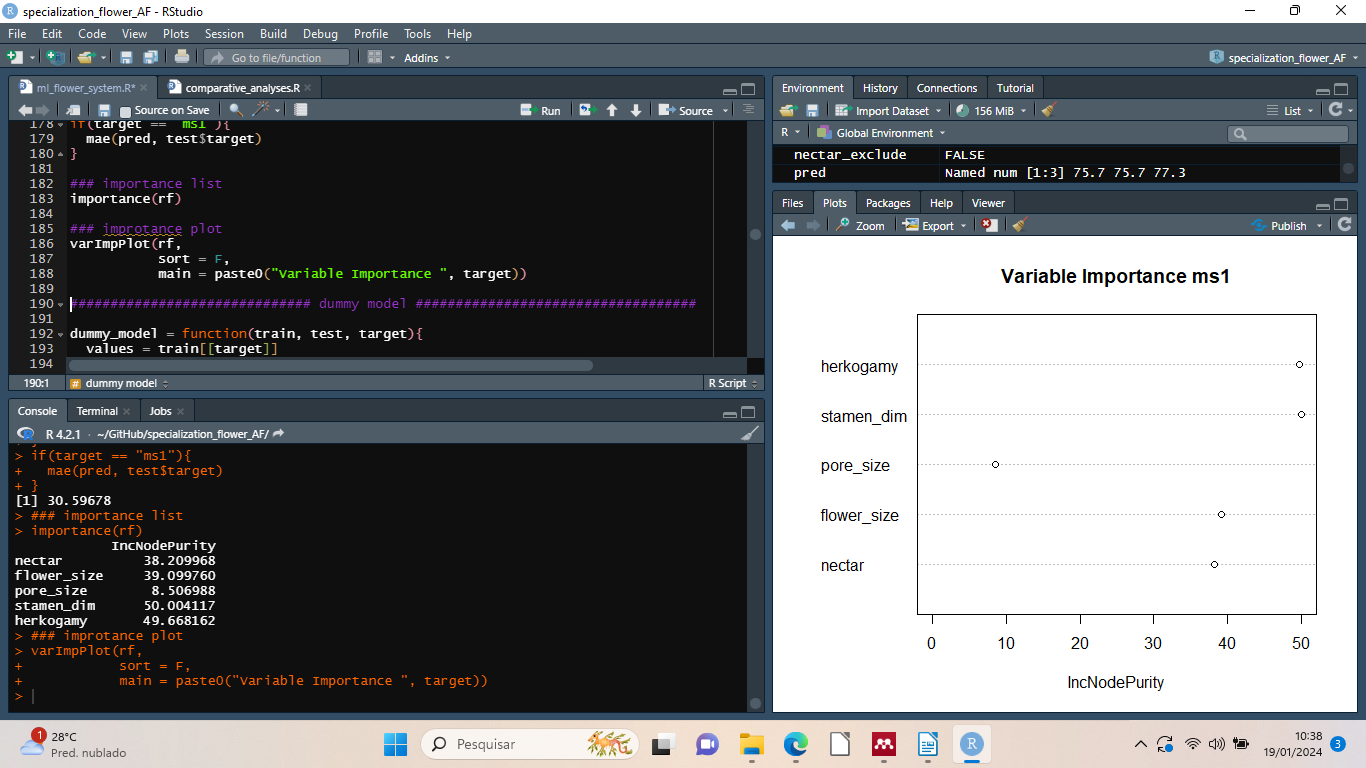 specialization_flower_AF - RStudio
File Edit Code View Plots Session Build Debug Profile Tools Help
Go to file/function Addins specialization_flower_AF
ml_flower_system.R* comparative_analyses.R
Source on Save Run Source
178 if(target == "ms1"){
179 mae(pred, test$target)
180 }
181
182 ### importance list
183 importance(rf)
184
185 ### improtance plot
186 varImpPlot(rf,
187 sort = F,
188 main = paste0("Variable Importance ", target))
189
190 ############################## dummy model ###################################
191
192 dummy_model = function(train, test, target){
193 values = train[[target]]
194
190:1 # dummy model R Script
Console Terminal Jobs
R 4.2.1 · ~/GitHub/specialization_flower_AF/
> if(target == "ms1"){
+ mae(pred, test$target)
+ }
[1] 30.59678
> ### importance list
> importance(rf)
IncNodePurity
nectar 38.209968
flower_size 39.099760
pore_size 8.506988
stamen_dim 50.004117
herkogamy 49.668162
> ### improtance plot
> varImpPlot(rf,
+ sort = F,
+ main = paste0("Variable Importance ", target))
>
Environment History Connections Tutorial
Import Dataset 156 MiB List
R Global Environment
nectar_exclude FALSE
pred Named num [1:3] 75.7 75.7 77.3
Files Plots Packages Help Viewer
Zoom Export Publish
Variable Importance ms1
herkogamy
stamen_dim
pore_size
flower_size
nectar
0 10 20 30 40 50
IncNodePurity
1 28°C
Pred. nublado
Pesquisar
10:38
19/01/2024 3